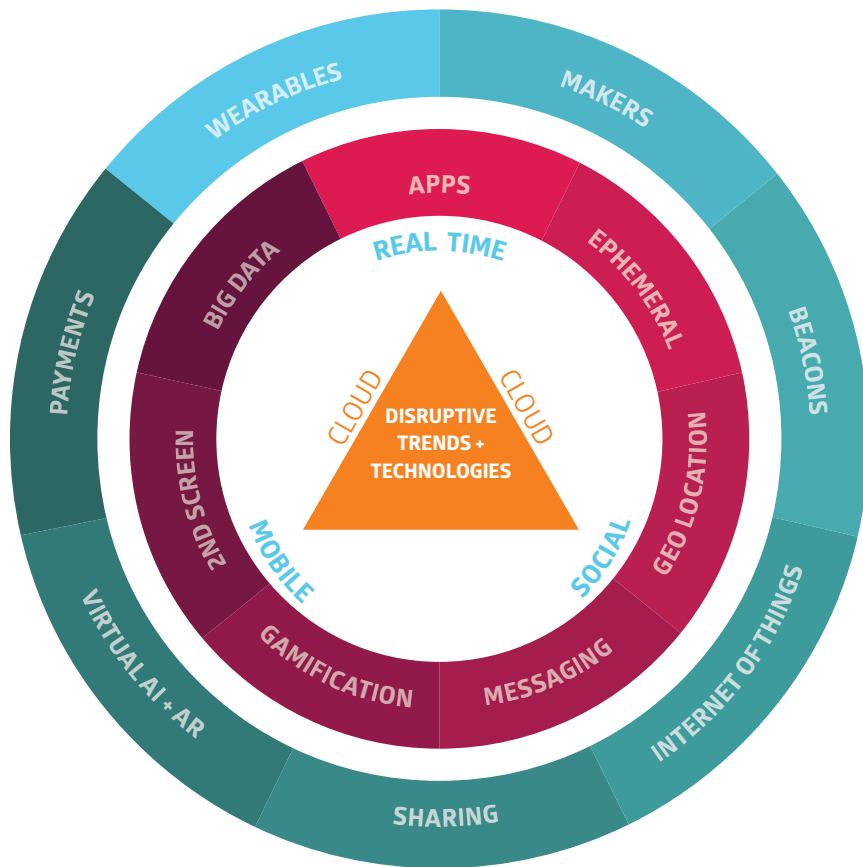 WEARABLES
MAKERS
BEACONS
INTERNET OF THINGS
SHARING
VIRTUAL AI + AR
PAYMENTS
APPS
EPHEMERAL
GEO LOCATION
MESSAGING
GAMIFICATION
2ND SCREEN
BIG DATA
REAL TIME
SOCIAL
MOBILE
CLOUD
CLOUD
DISRUPTIVE
TRENDS +
TECHNOLOGIES